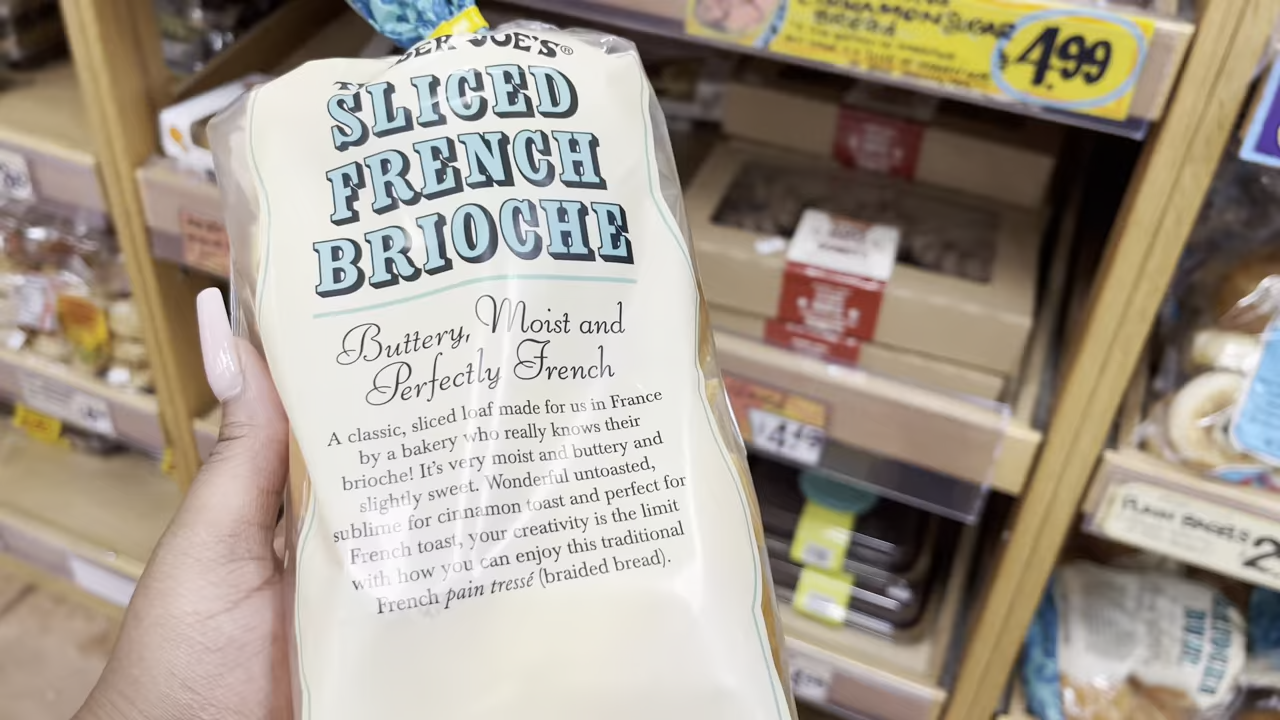 JOE'S®
SLICED
FRENCH
BRIOCHE
Buttery, Moist and
Perfectly French
A classic, sliced loaf made for us in France
by a bakery who really knows their
brioche! It's very moist and buttery and
slightly sweet. Wonderful untoasted,
sublime for cinnamon toast and perfect for
French toast, your creativity is the limit
with how you can enjoy this traditional
French pain tressé (braided bread).
CINNAMON SUGAR
BREAD
4.99
PLAIN BAGELS